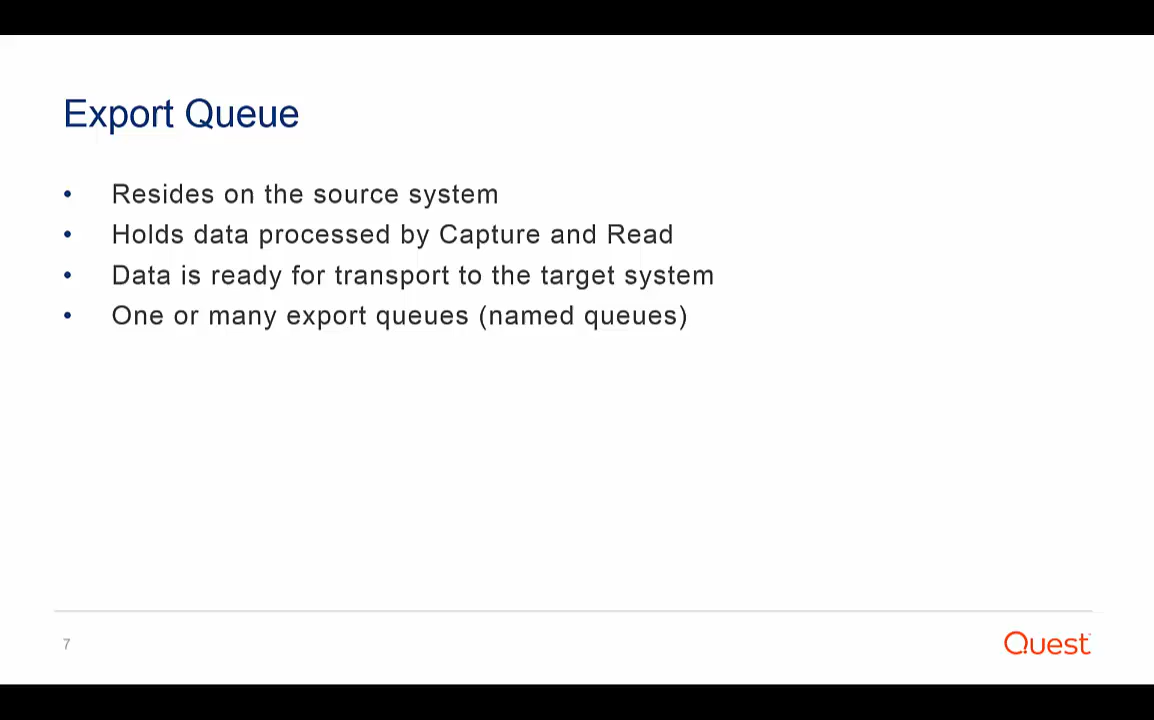 Export Queue
• Resides on the source system
• Holds data processed by Capture and Read
• Data is ready for transport to the target system
• One or many export queues (named queues)
7
Quest